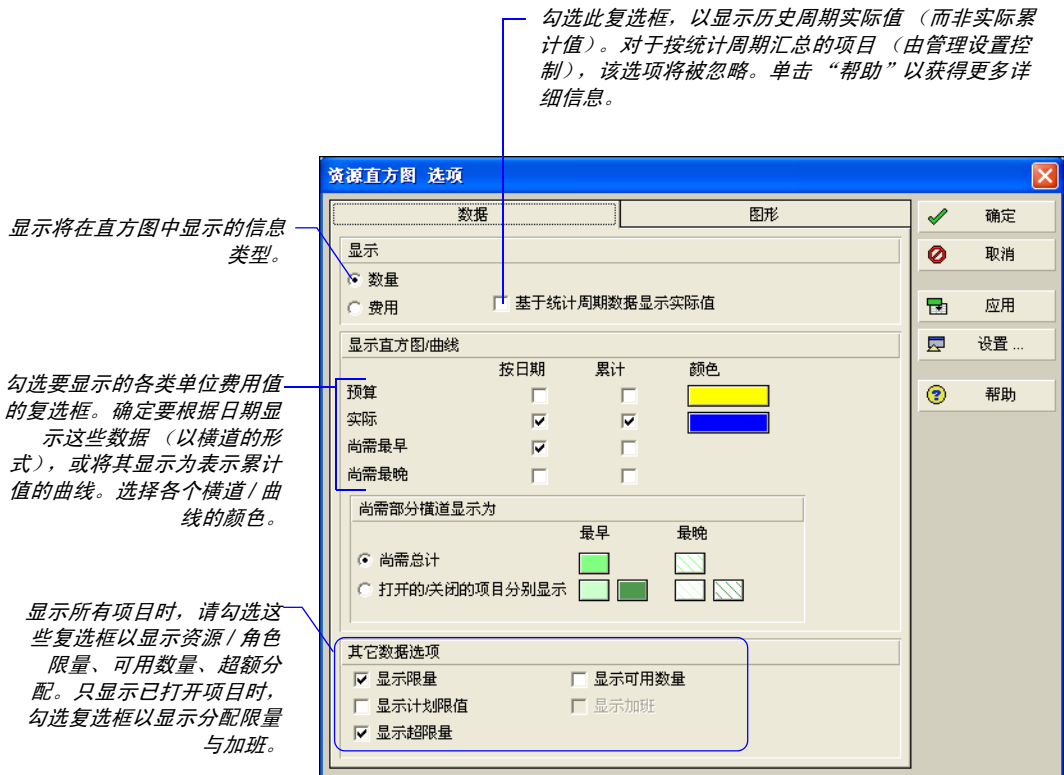 勾选此复选框，以显示历史周期实际值 （而非实际累
计值）。对于按统计周期汇总的项目 （由管理设置控
制），该选项将被忽略。单击 “帮助”以获得更多详
细信息。
资源直方图 选项
显示将在直方图中显示的信息
类型。
数据
图形
确定
取消
应用
设置 ...
帮助
显示
数量
费用
基于统计周期数据显示实际值
勾选要显示的各类单位费用值
的复选框。确定要根据日期显
示这些数据 （以横道的形
式），或将其显示为表示累计
值的曲线。选择各个横道 / 曲
线的颜色。
显示直方图/曲线
按日期 累计 颜色
预算
实际
尚需最早
尚需最晚
尚需部分横道显示为
最早 最晚
尚需总计
打开的/关闭的项目分别显示
显示所有项目时，请勾选这
些复选框以显示资源 / 角色
限量、可用数量、超额分
配。只显示已打开项目时，
勾选复选框以显示分配限量
与加班。
其它数据选项
显示限量 显示可用数量
显示计划限值 显示加班
显示超限量